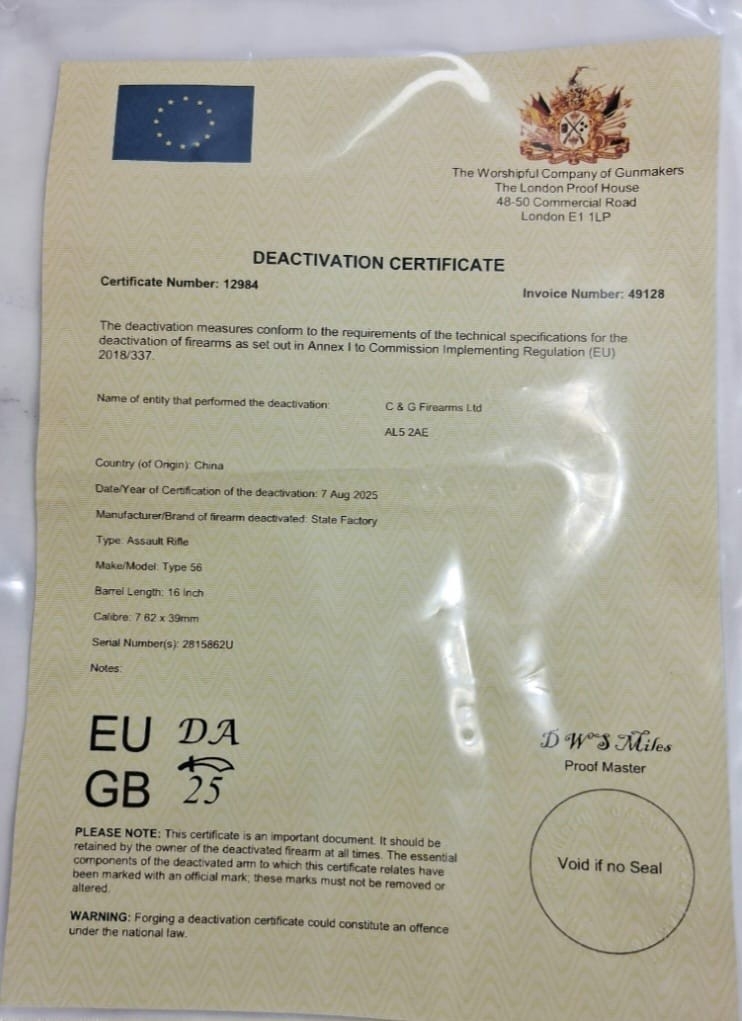 The Worshipful Company of Gunmakers
The London Proof House
48-50 Commercial Road
London E1 1LP
DEACTIVATION CERTIFICATE
Certificate Number: 12984
Invoice Number: 49128
The deactivation measures conform to the requirements of the technical specifications for the
deactivation of firearms as set out in Annex I to Commission Implementing Regulation (EU)
2018/337.
Name of entity that performed the deactivation:
C & G Firearms Ltd
AL5 2AE
Country (of Origin): China
Date/Year of Certification of the deactivation: 7 Aug 2025
Manufacturer/Brand of firearm deactivated: State Factory
Type: Assault Rifle
Make/Model: Type 56
Barrel Length: 16 Inch
Calibre: 7.62 x 39mm
Serial Number(s): 2815862U
Notes:
EU DA
GB 25
D Wm S Miles
Proof Master
PLEASE NOTE: This certificate is an important document. It should be
retained by the owner of the deactivated firearm at all times. The essential
components of the deactivated arm to which this certificate relates have
been marked with an official mark; these marks must not be removed or
altered.
Void if no Seal
WARNING: Forging a deactivation certificate could constitute an offence
under the national law.